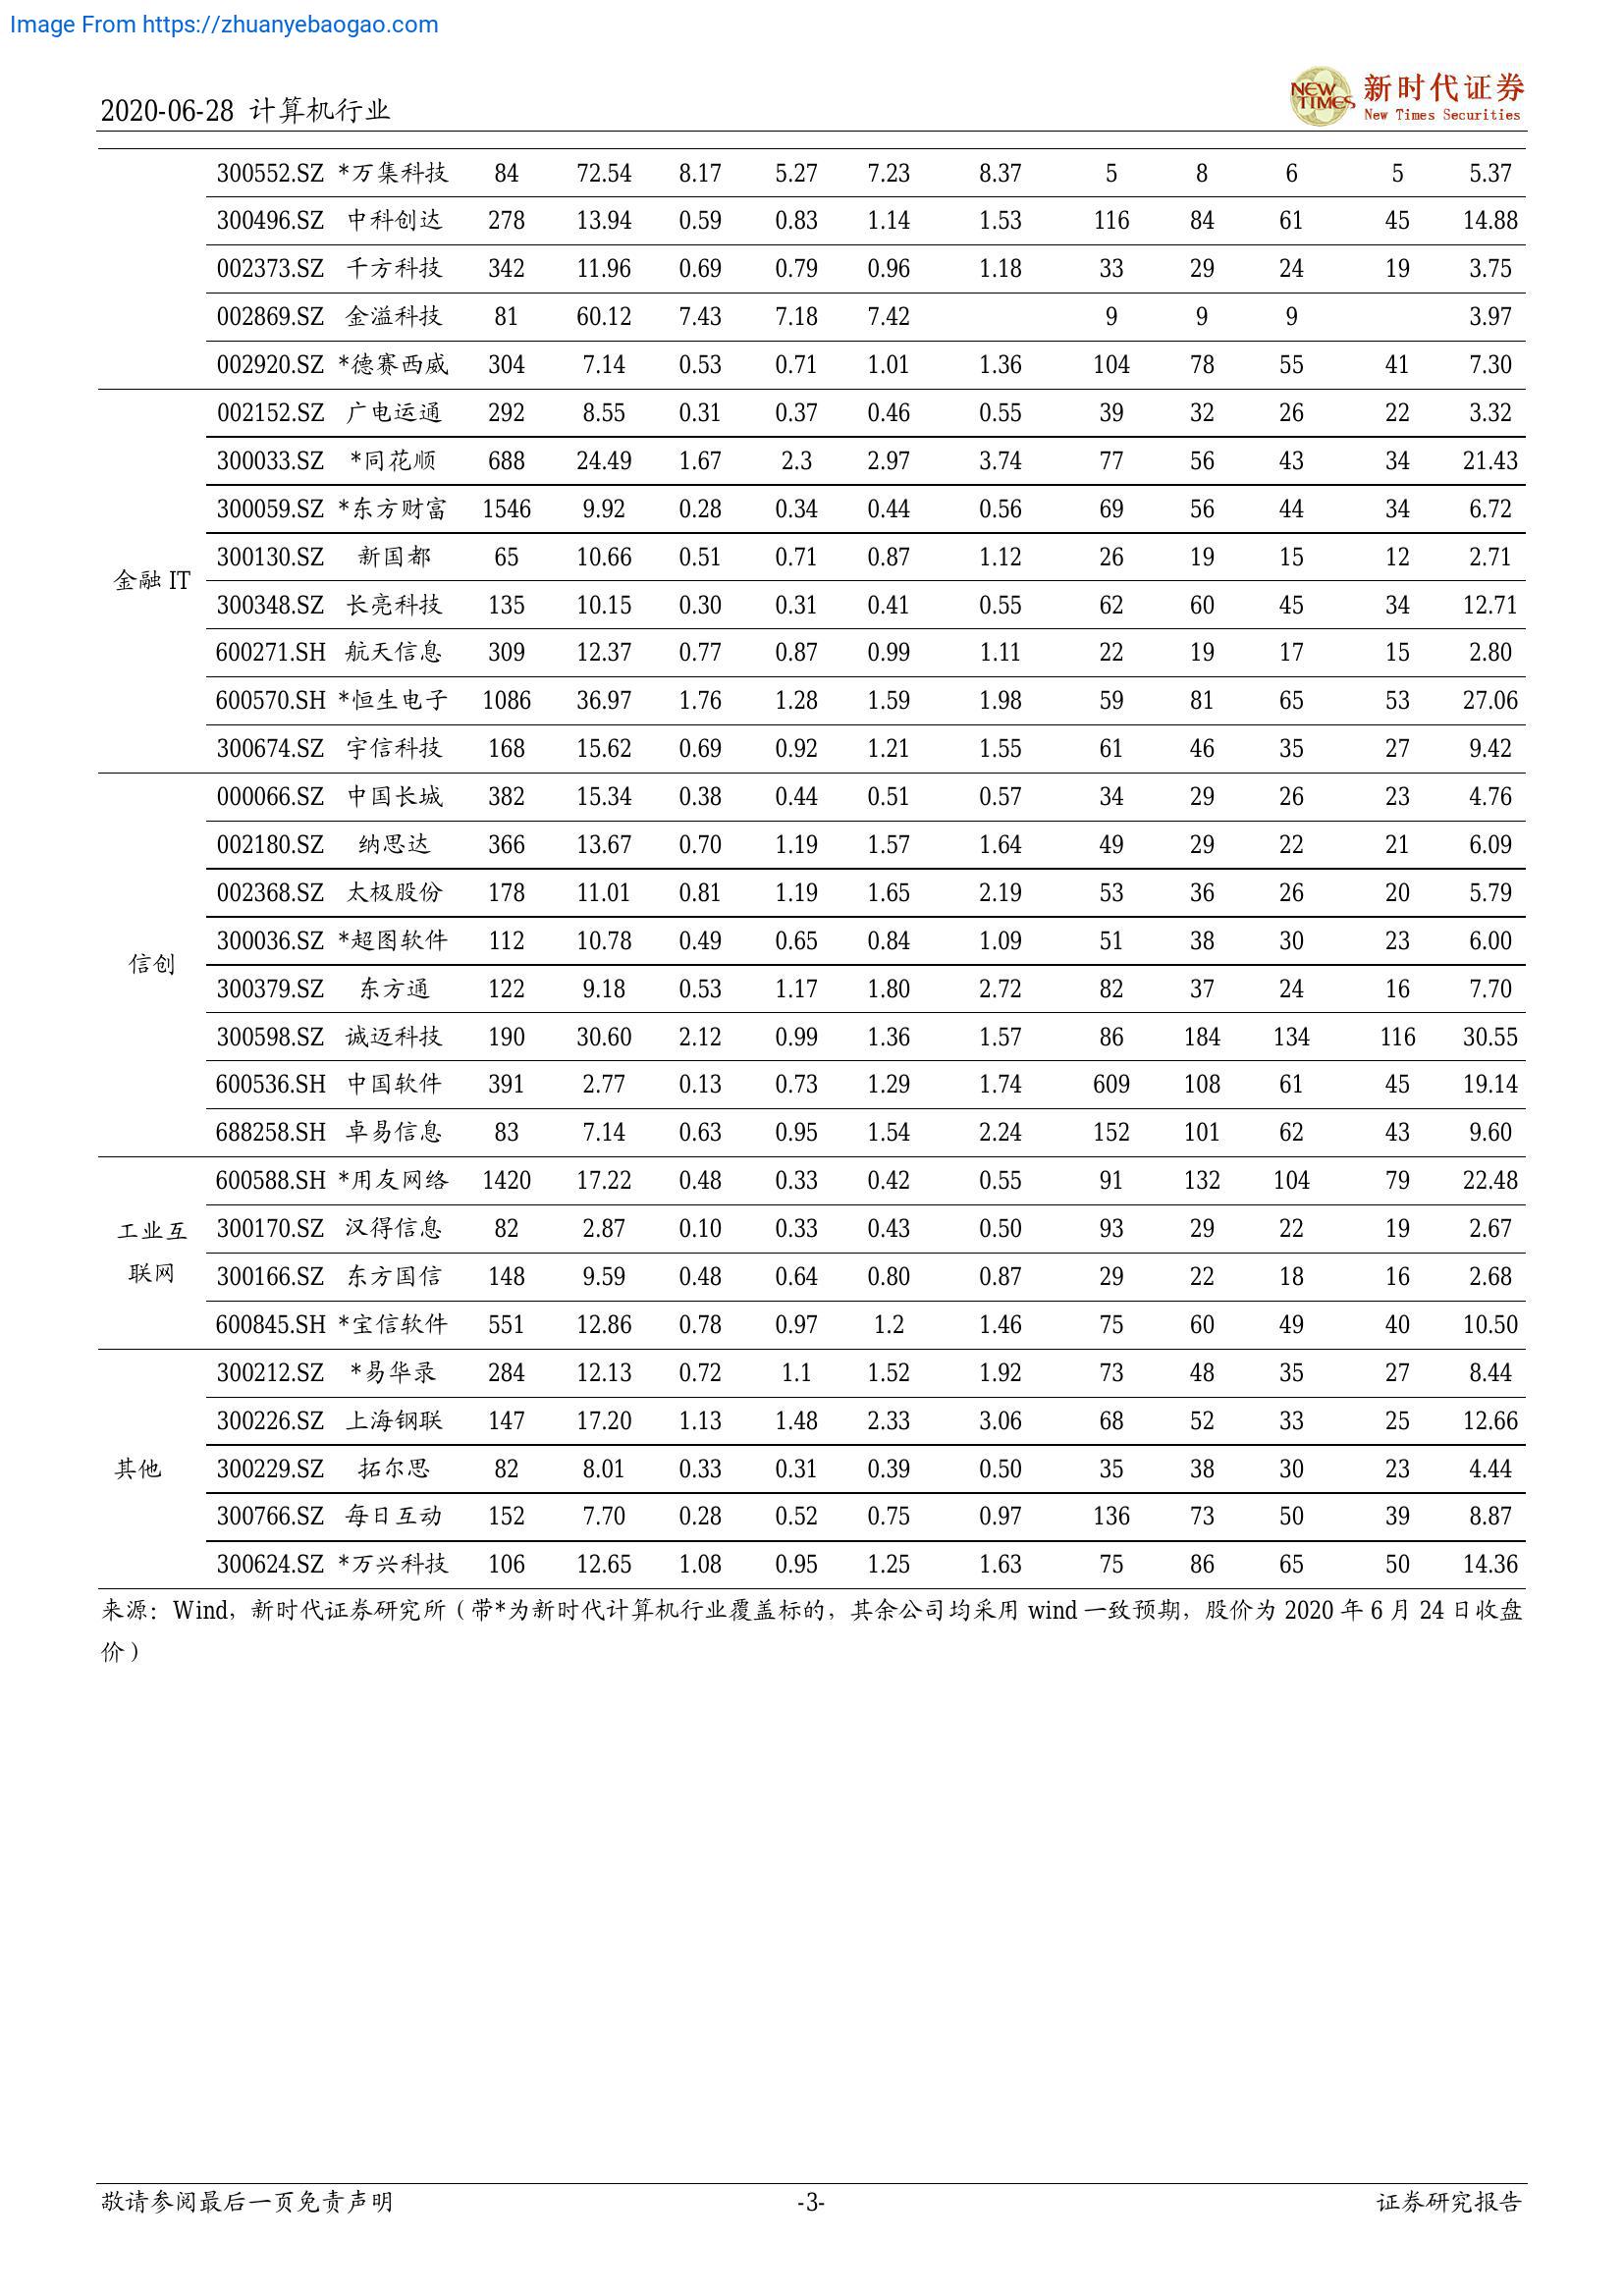 Image From https://zhuanyebaogao.com
2020-06-28 计算机行业
NEW TIMES 新时代证券
New Times Securities
300552.SZ *万集科技 84 72.54 8.17 5.27 7.23 8.37 5 8 6 5 5.37
300496.SZ 中科创达 278 13.94 0.59 0.83 1.14 1.53 116 84 61 45 14.88
002373.SZ 千方科技 342 11.96 0.69 0.79 0.96 1.18 33 29 24 19 3.75
002869.SZ 金溢科技 81 60.12 7.43 7.18 7.42 9 9 9 3.97
002920.SZ *德赛西威 304 7.14 0.53 0.71 1.01 1.36 104 78 55 41 7.30
金融 IT
002152.SZ 广电运通 292 8.55 0.31 0.37 0.46 0.55 39 32 26 22 3.32
300033.SZ *同花顺 688 24.49 1.67 2.3 2.97 3.74 77 56 43 34 21.43
300059.SZ *东方财富 1546 9.92 0.28 0.34 0.44 0.56 69 56 44 34 6.72
300130.SZ 新国都 65 10.66 0.51 0.71 0.87 1.12 26 19 15 12 2.71
300348.SZ 长亮科技 135 10.15 0.30 0.31 0.41 0.55 62 60 45 34 12.71
600271.SH 航天信息 309 12.37 0.77 0.87 0.99 1.11 22 19 17 15 2.80
600570.SH *恒生电子 1086 36.97 1.76 1.28 1.59 1.98 59 81 65 53 27.06
300674.SZ 宇信科技 168 15.62 0.69 0.92 1.21 1.55 61 46 35 27 9.42
信创
000066.SZ 中国长城 382 15.34 0.38 0.44 0.51 0.57 34 29 26 23 4.76
002180.SZ 纳思达 366 13.67 0.70 1.19 1.57 1.64 49 29 22 21 6.09
002368.SZ 太极股份 178 11.01 0.81 1.19 1.65 2.19 53 36 26 20 5.79
300036.SZ *超图软件 112 10.78 0.49 0.65 0.84 1.09 51 38 30 23 6.00
300379.SZ 东方通 122 9.18 0.53 1.17 1.80 2.72 82 37 24 16 7.70
300598.SZ 诚迈科技 190 30.60 2.12 0.99 1.36 1.57 86 184 134 116 30.55
600536.SH 中国软件 391 2.77 0.13 0.73 1.29 1.74 609 108 61 45 19.14
688258.SH 卓易信息 83 7.14 0.63 0.95 1.54 2.24 152 101 62 43 9.60
工业互
联网
600588.SH *用友网络 1420 17.22 0.48 0.33 0.42 0.55 91 132 104 79 22.48
300170.SZ 汉得信息 82 2.87 0.10 0.33 0.43 0.50 93 29 22 19 2.67
300166.SZ 东方国信 148 9.59 0.48 0.64 0.80 0.87 29 22 18 16 2.68
600845.SH *宝信软件 551 12.86 0.78 0.97 1.2 1.46 75 60 49 40 10.50
其他
300212.SZ *易华录 284 12.13 0.72 1.1 1.52 1.92 73 48 35 27 8.44
300226.SZ 上海钢联 147 17.20 1.13 1.48 2.33 3.06 68 52 33 25 12.66
300229.SZ 拓尔思 82 8.01 0.33 0.31 0.39 0.50 35 38 30 23 4.44
300766.SZ 每日互动 152 7.70 0.28 0.52 0.75 0.97 136 73 50 39 8.87
300624.SZ *万兴科技 106 12.65 1.08 0.95 1.25 1.63 75 86 65 50 14.36
来源：Wind，新时代证券研究所（带*为新时代计算机行业覆盖标的，其余公司均采用 wind 一致预期，股价为 2020 年 6 月 24 日收盘
价）
敬请参阅最后一页免责声明 -3- 证券研究报告